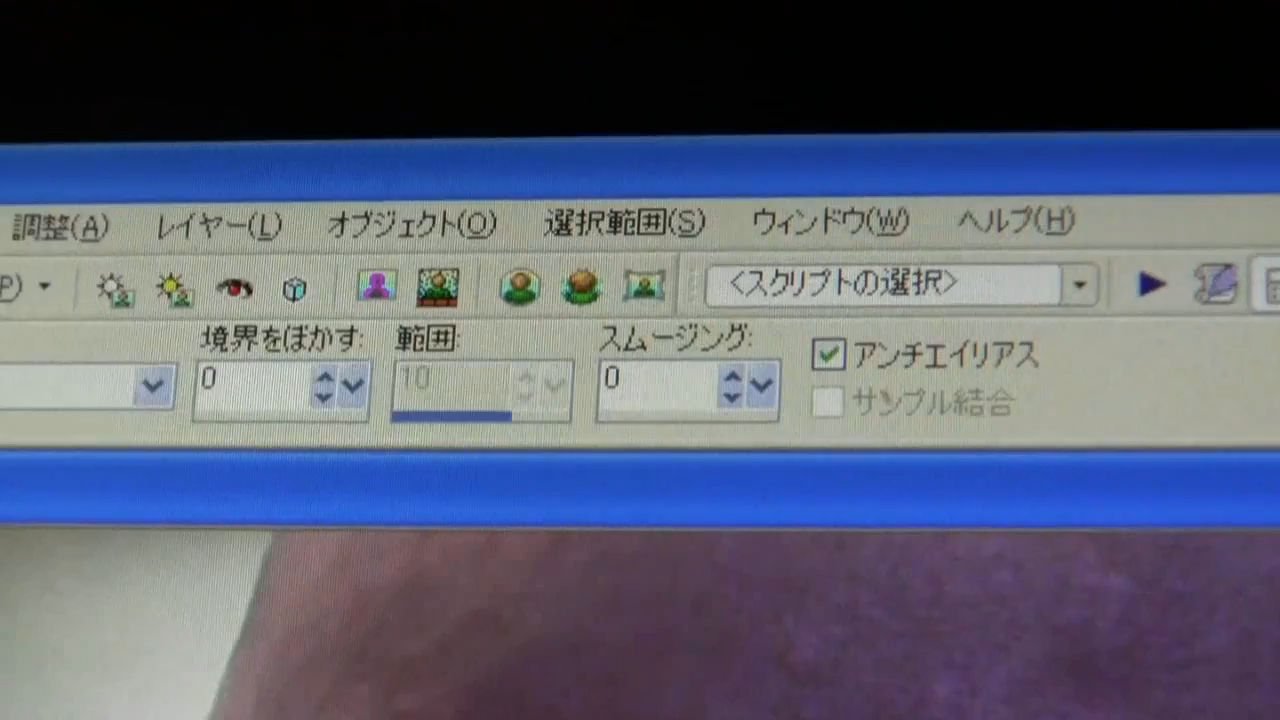 調整(A) レイヤー(L) オブジェクト(O) 選択範囲(S) ウィンドウ(W) ヘルプ(H)
P) <スクリプトの選択>
境界をぼかす: 範囲: スムージング:
0 10 0 アンチエイリアス
サンプル結合